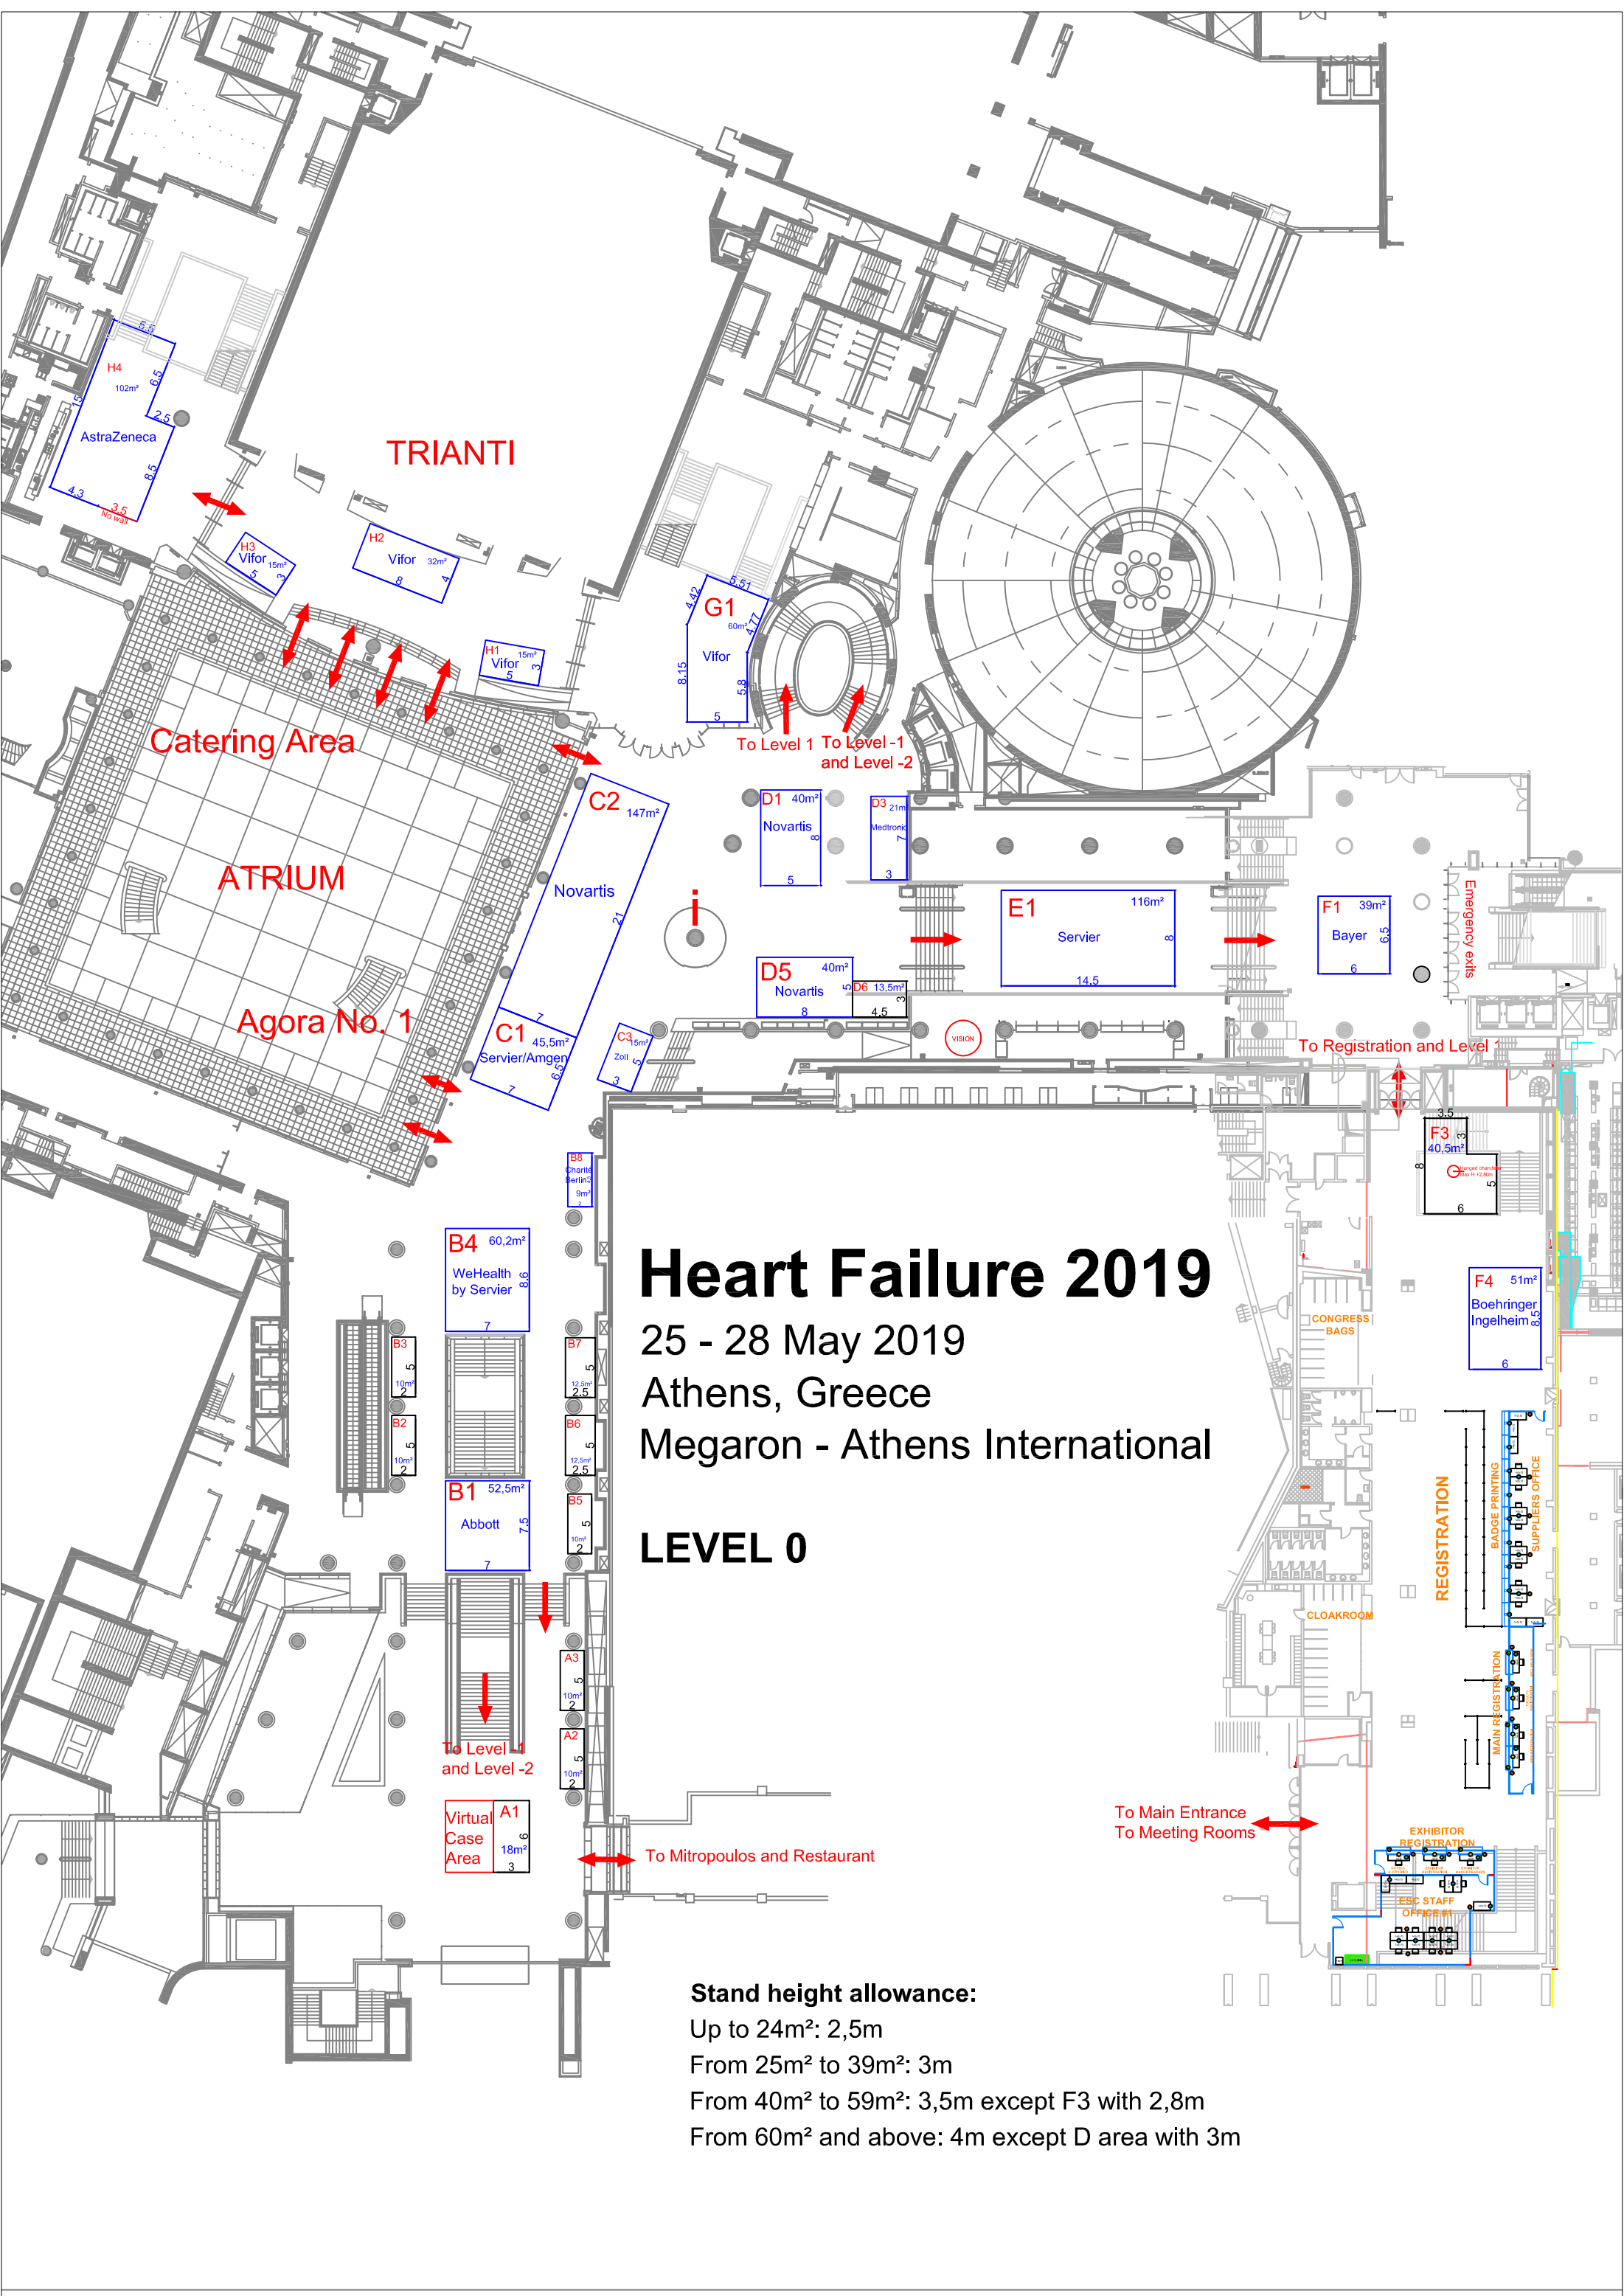 5,5
H4
102m²
6,5
15
2,5
AstraZeneca
8,5
4,3
3,5
No wall
TRIANTI
H3
Vifor
15m²
5
3
H2
Vifor
32m²
8
4
H1
15m²
Vifor
3
5
5,51
4,42
G1
60m²
4,77
Vifor
8,15
5,8
5
To Level 1
To Level -1
and Level -2
Catering Area
ATRIUM
Agora No. 1
C2
147m²
Novartis
21
7
C1
45,5m²
Servier/Amgen
6,5
7
C3
15m²
Zoll
5
3
i
D1
40m²
Novartis
8
5
D3
21m
Medtronic
7
3
D5
40m²
Novartis
5
8
D6
13,5m²
3
4,5
E1
116m²
Servier
8
14,5
VISION
F1
39m²
Bayer
6,5
6
Emergency exits
To Registration and Level 1
3,5
F3
3
40,5m²
8
5
6
F4
51m²
Boehringer
Ingelheim
8,5
6
B8
Charité
Berlin
3
9m²
2
B4
60,2m²
WeHealth
by Servier
8,6
7
B3
5
10m²
2
B2
5
10m²
2
B7
5
12,5m²
2,5
B6
5
12,5m²
2,5
B1
52,5m²
Abbott
7,5
7
B5
5
10m²
2
Heart Failure 2019
25 - 28 May 2019
Athens, Greece
Megaron - Athens International
LEVEL 0
CONGRESS
BAGS
REGISTRATION
BADGE PRINTING
SUPPLIERS OFFICE
CLOAKROOM
MAIN REGISTRATION
A3
5
10m²
2
A2
5
10m²
2
To Level -1
and Level -2
Virtual
Case
Area
A1
6
18m²
3
To Mitropoulos and Restaurant
To Main Entrance
To Meeting Rooms
EXHIBITOR
REGISTRATION
ESC STAFF
OFFICE #1
Stand height allowance:
Up to 24m²: 2,5m
From 25m² to 39m²: 3m
From 40m² to 59m²: 3,5m except F3 with 2,8m
From 60m² and above: 4m except D area with 3m